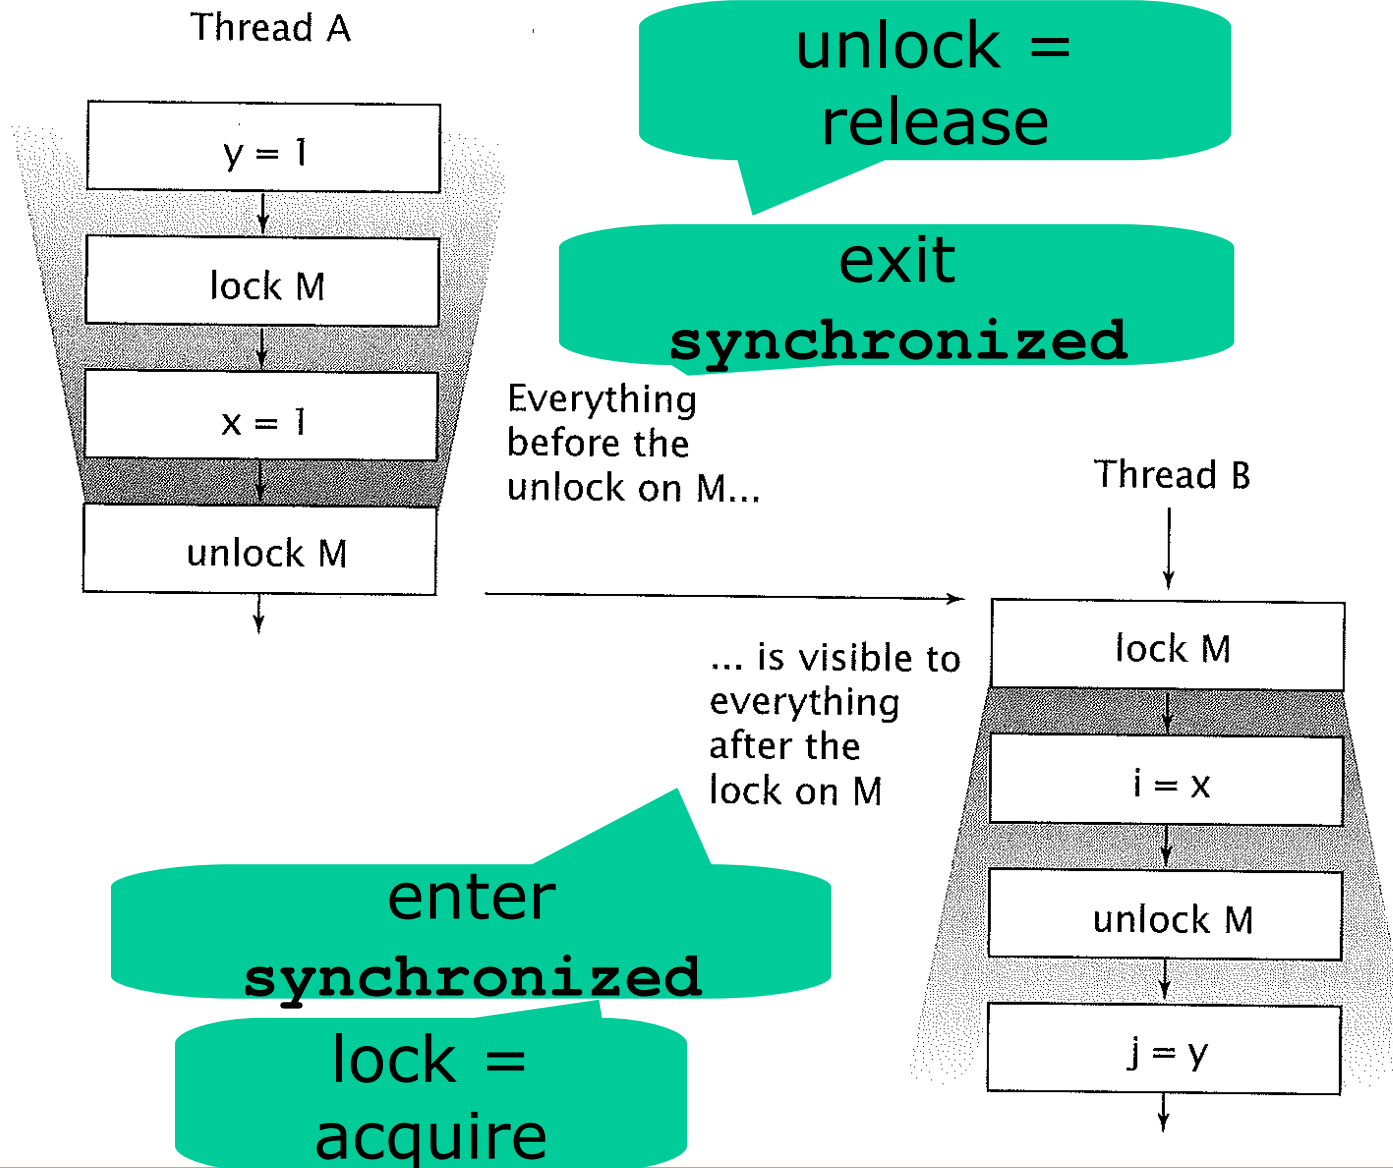 Thread A
y = 1
lock M
x = 1
unlock M
unlock =
release
exit
synchronized
Everything
before the
unlock on M...
Thread B
... is visible to
everything
after the
lock on M
lock M
i = x
unlock M
j = y
enter
synchronized
lock =
acquire